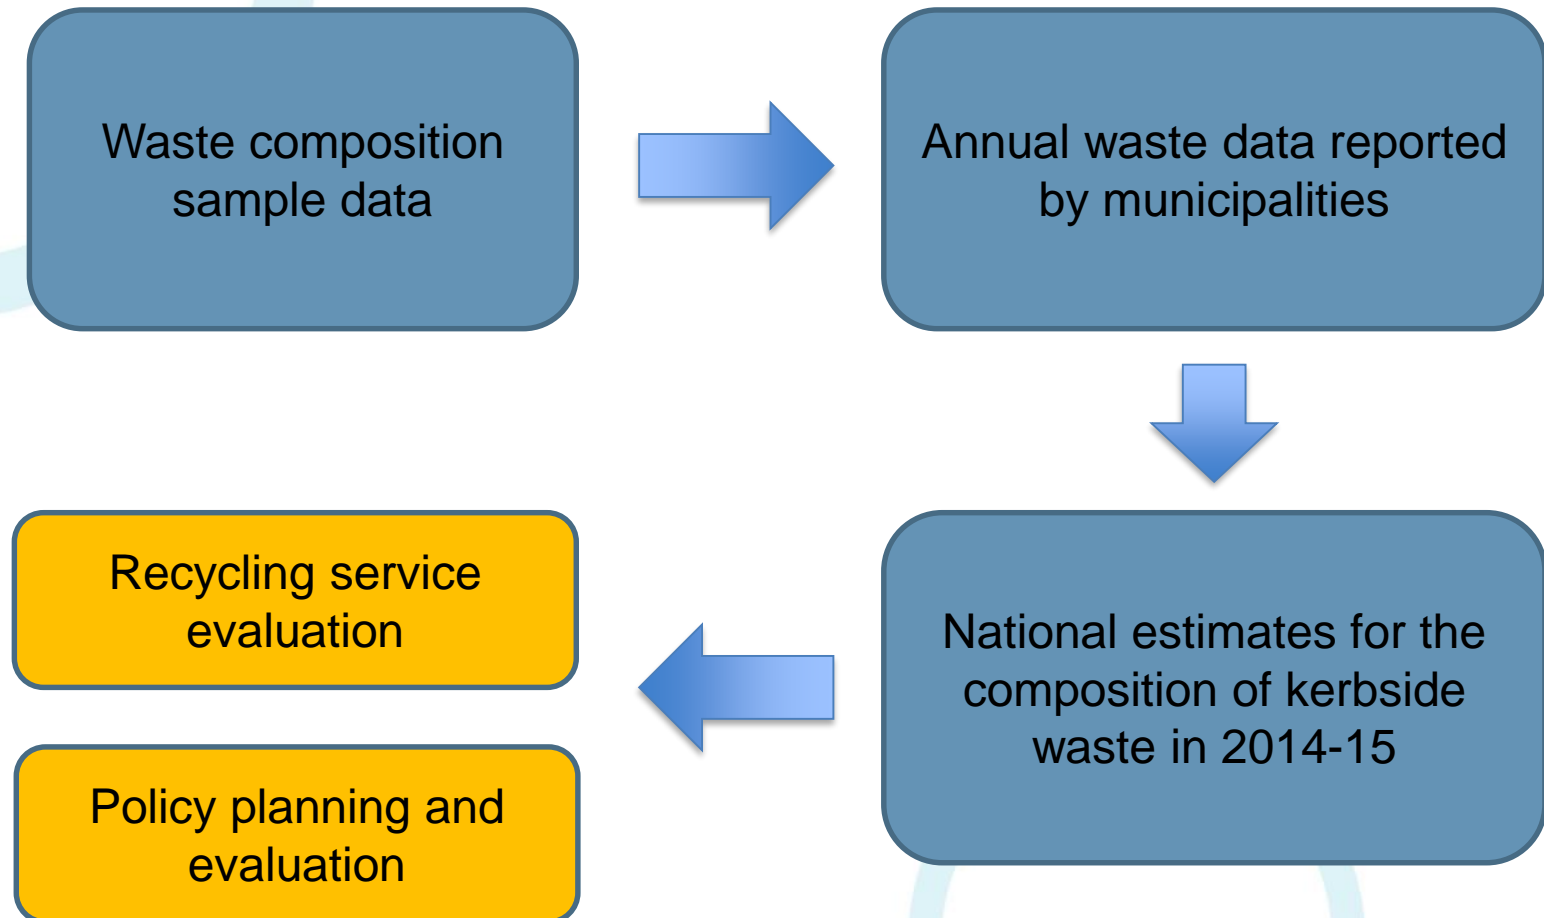 Waste composition
sample data
Annual waste data reported
by municipalities
National estimates for the
composition of kerbside
waste in 2014-15
Recycling service
evaluation
Policy planning and
evaluation